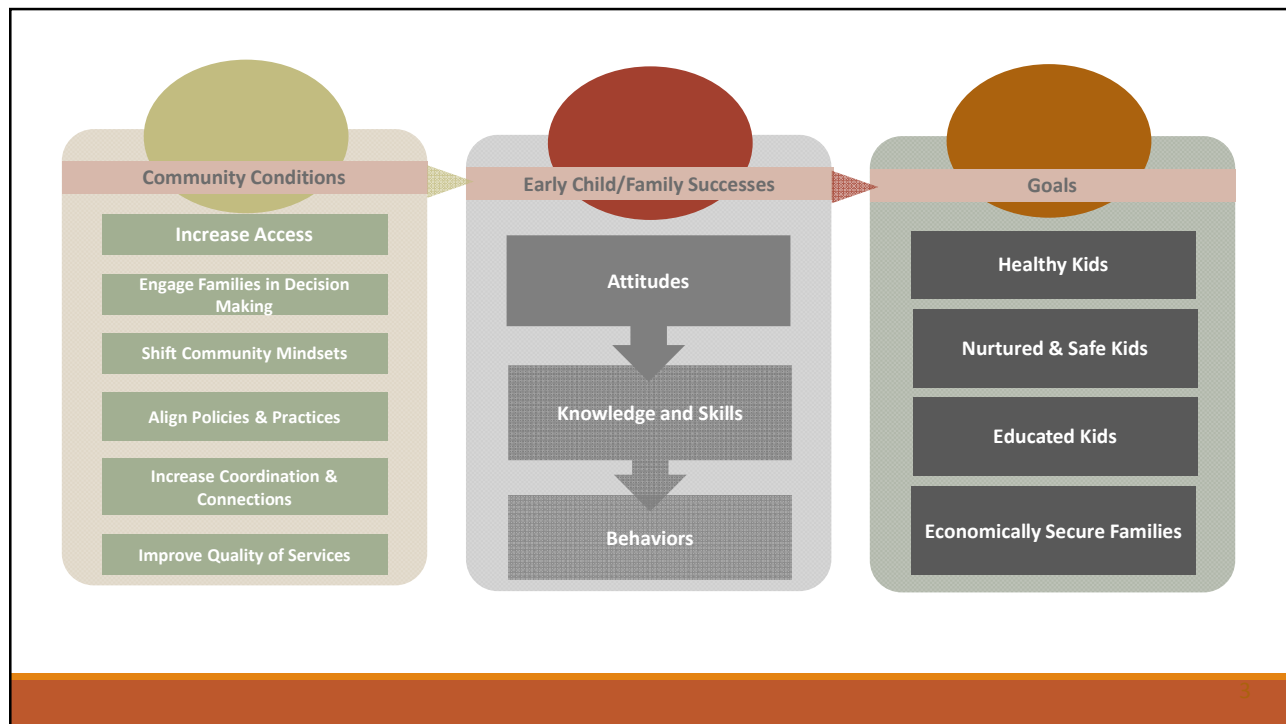 Community Conditions
Increase Access
Engage Families in Decision
Making
Shift Community Mindsets
Align Policies & Practices
Increase Coordination &
Connections
Improve Quality of Services
Early Child/Family Successes
Attitudes
Knowledge and Skills
Behaviors
Goals
Healthy Kids
Nurtured & Safe Kids
Educated Kids
Economically Secure Families